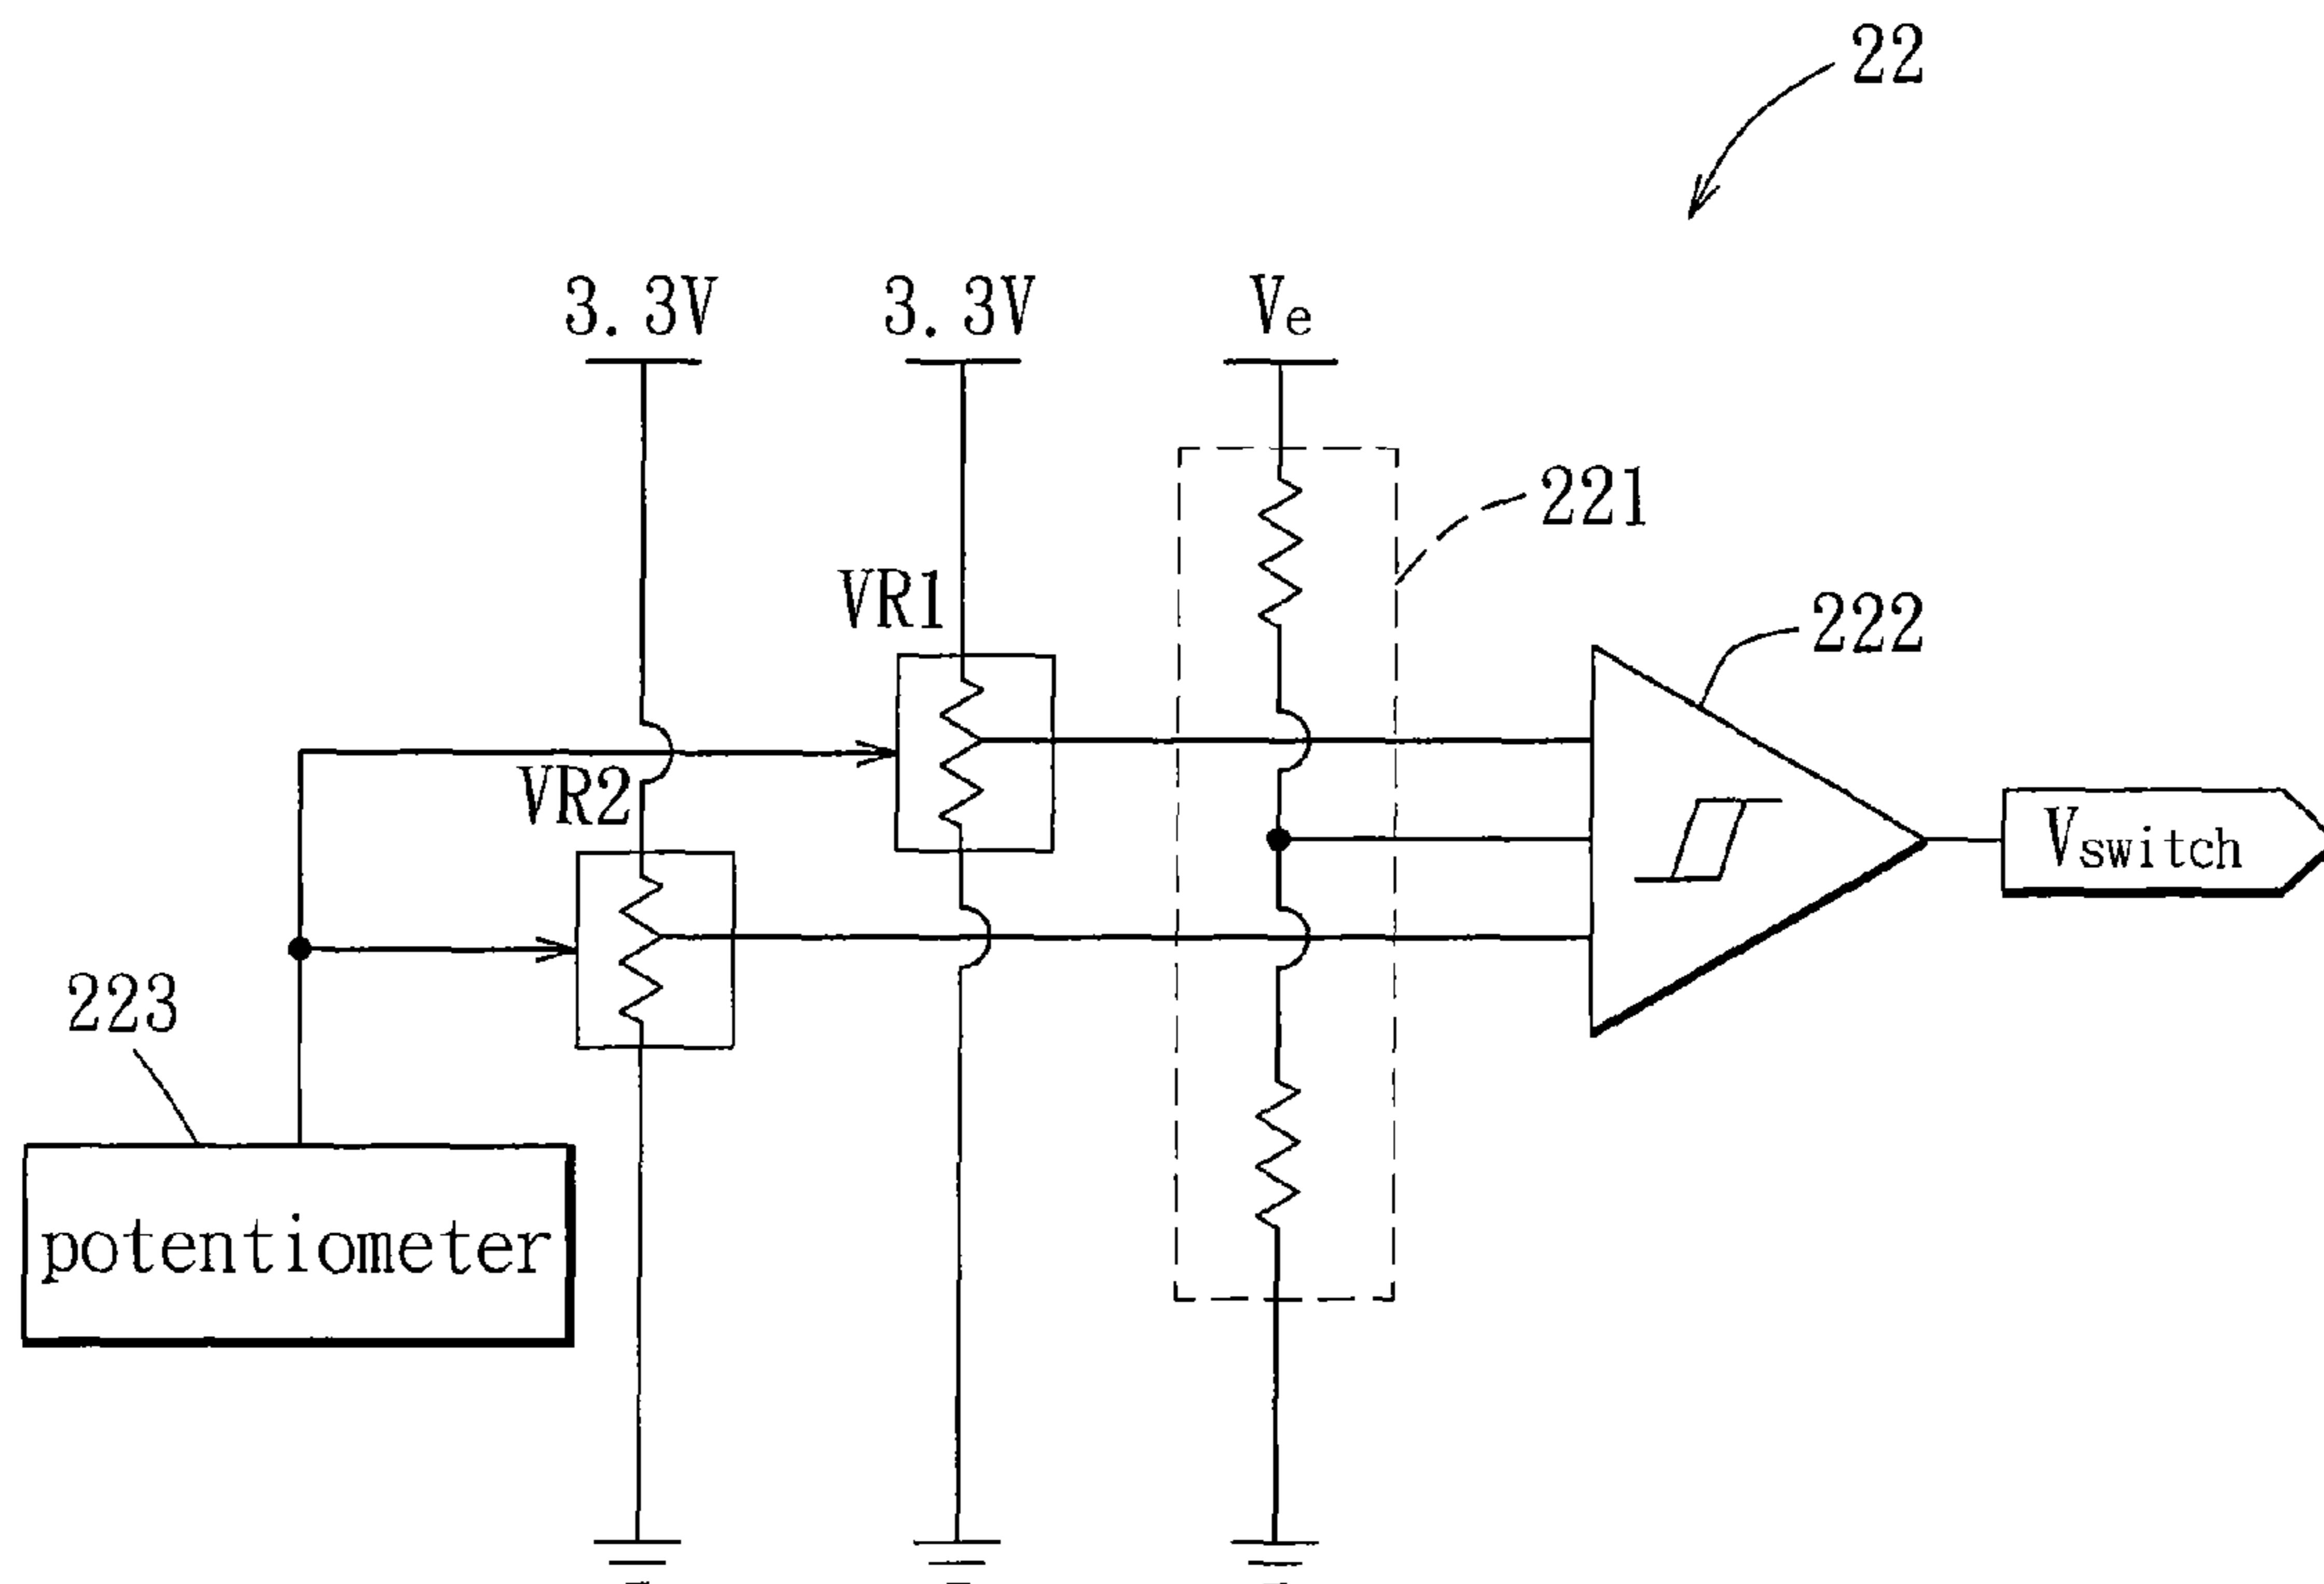 22
3.3V
3.3V
Ve
221
VR1
222
VR2
Vswitch
223
potentiometer